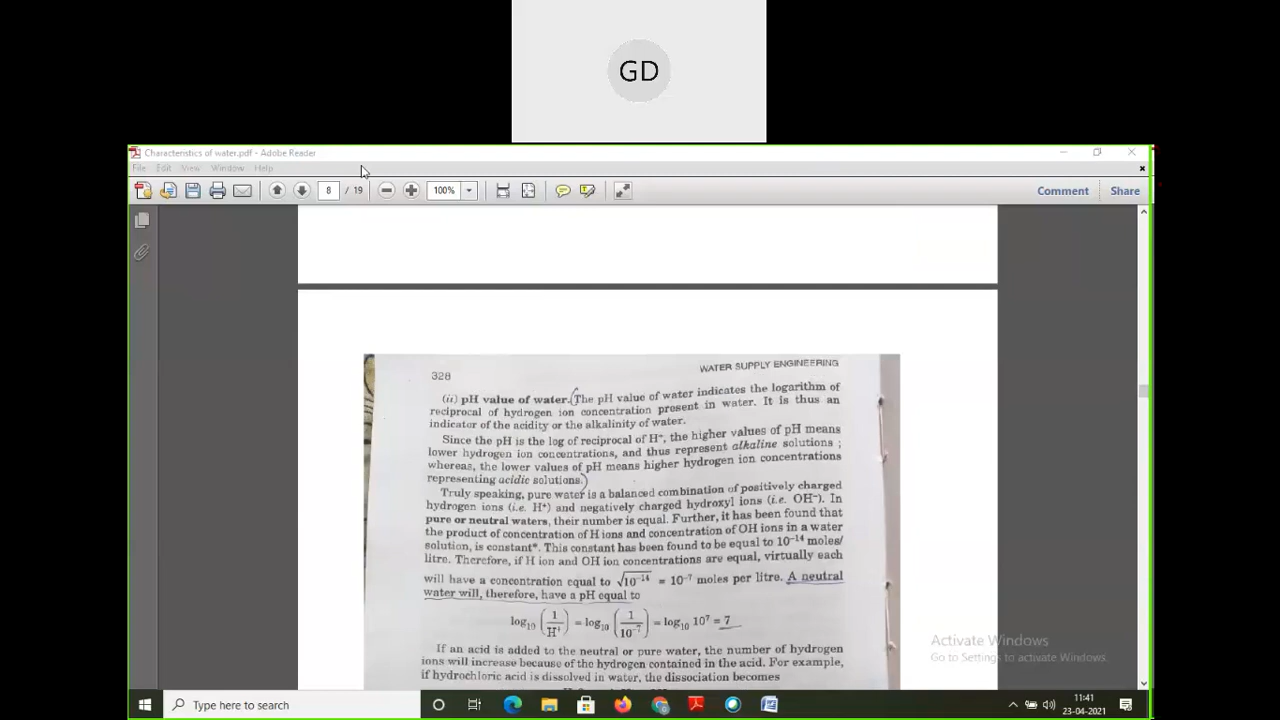 GD
Characteristics of water.pdf - Adobe Reader
File Edit View Window Help
8 / 19 100% Comment Share
328 WATER SUPPLY ENGINEERING
(ii) pH value of water. (The pH value of water indicates the logarithm of
reciprocal of hydrogen ion concentration present in water. It is thus an
indicator of the acidity or the alkalinity of water.
Since the pH is the log of reciprocal of H⁺, the higher values of pH means
lower hydrogen ion concentrations, and thus represent alkaline solutions ;
whereas, the lower values of pH means higher hydrogen ion concentrations
representing acidic solutions.)
Truly speaking, pure water is a balanced combination of positively charged
hydrogen ions (i.e. H⁺) and negatively charged hydroxyl ions (i.e. OH⁻). In
pure or neutral waters, their number is equal. Further, it has been found that
the product of concentration of H ions and concentration of OH ions in a water
solution, is constant*. This constant has been found to be equal to 10⁻¹⁴ moles/
litre. Therefore, if H ion and OH ion concentrations are equal, virtually each
will have a concentration equal to √10⁻¹⁴ = 10⁻⁷ moles per litre. A neutral
water will, therefore, have a pH equal to
log₁₀ (1/H⁺) = log₁₀ (1/10⁻⁷) = log₁₀ 10⁷ = 7
If an acid is added to the neutral or pure water, the number of hydrogen
ions will increase because of the hydrogen contained in the acid. For example,
if hydrochloric acid is dissolved in water, the dissociation becomes
Activate Windows
Go to Settings to activate Windows.
Type here to search
11:41
23-04-2021